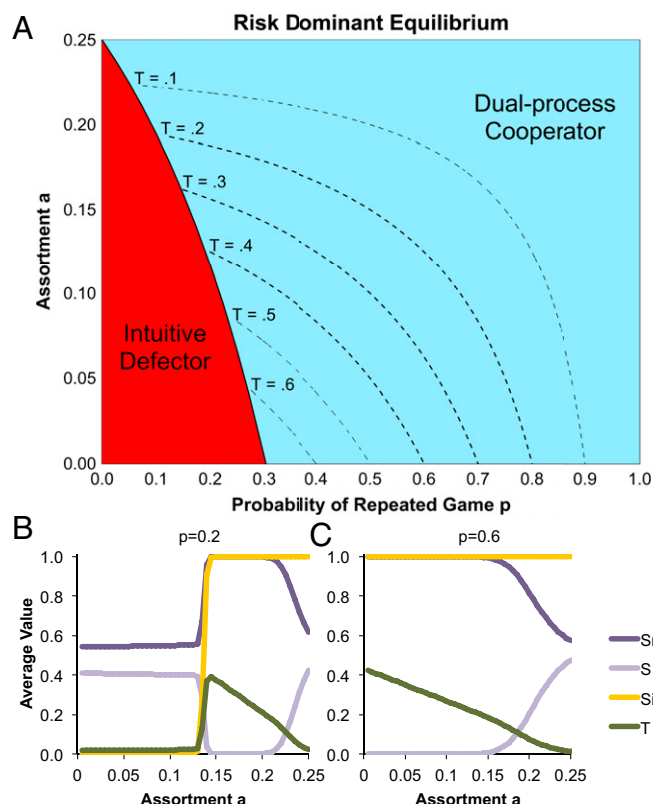 A
Risk Dominant Equilibrium
0.25
T = .1
Dual-process
Cooperator
0.20
T = .2
T = .3
0.15
T = .4
Assortment a
0.10
T = .5
Intuitive
Defector
0.05
T = .6
0.00
0.0 0.1 0.2 0.3 0.4 0.5 0.6 0.7 0.8 0.9 1.0
Probability of Repeated Game p
B
p=0.2
1.0
0.8
0.6
0.4
0.2
0.0
Average Value
0 0.05 0.1 0.15 0.2 0.25
Assortment a
C
p=0.6
0 0.05 0.1 0.15 0.2 0.25
Assortment a
S
Si
T